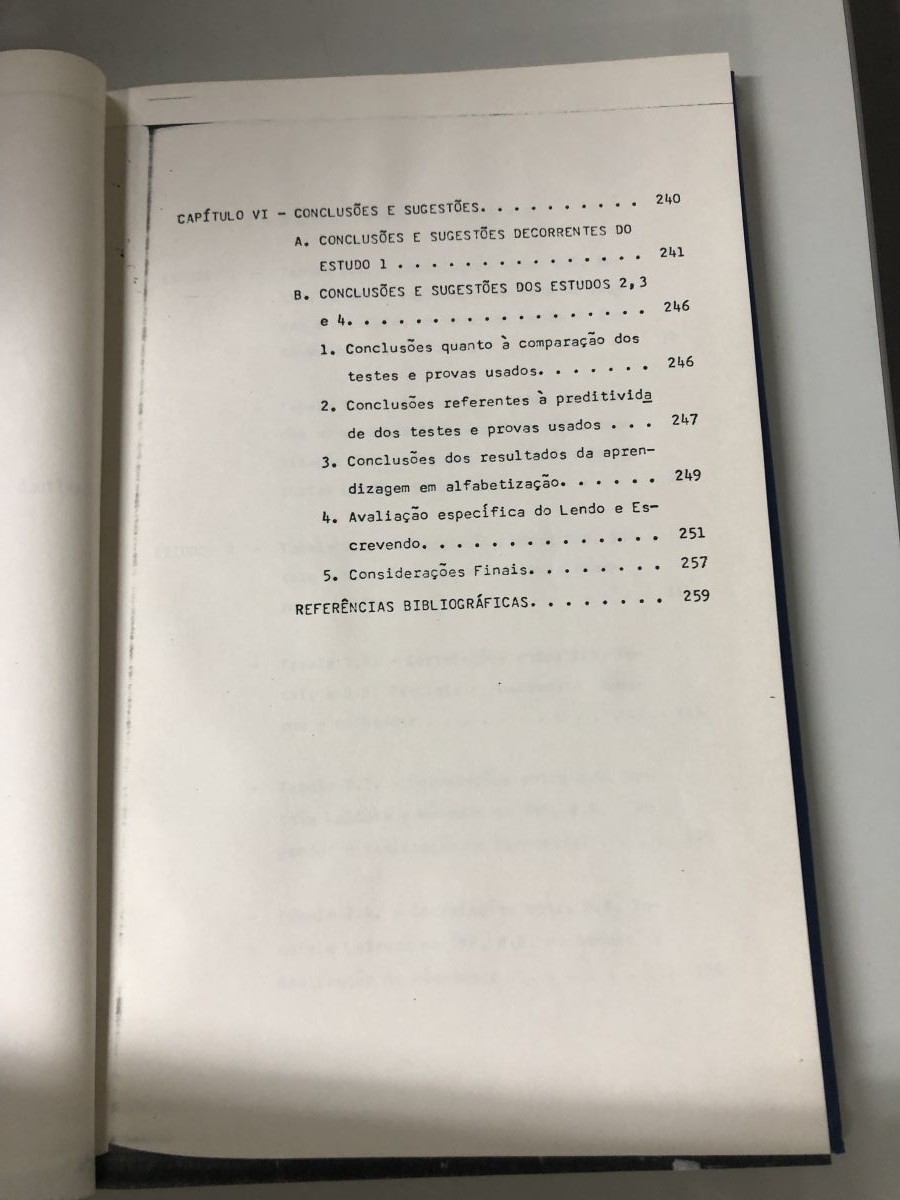 CAPÍTULO VI - CONCLUSÕES E SUGESTÕES. . . . . . . . . . 240
A. CONCLUSÕES E SUGESTÕES DECORRENTES DO
ESTUDO 1 . . . . . . . . . . . . . . . 241
B. CONCLUSÕES E SUGESTÕES DOS ESTUDOS 2, 3
e 4. . . . . . . . . . . . . . . . . . 246
1. Conclusões quanto à comparação dos
testes e provas usados. . . . . . . 246
2. Conclusões referentes à preditivida
de dos testes e provas usados . . . 247
3. Conclusões dos resultados da apren-
dizagem em alfabetização. . . . . . 249
4. Avaliação específica do Lendo e Es-
crevendo. . . . . . . . . . . . . 251
5. Considerações Finais. . . . . . . . 257
REFERÊNCIAS BIBLIOGRÁFICAS. . . . . . . . 259